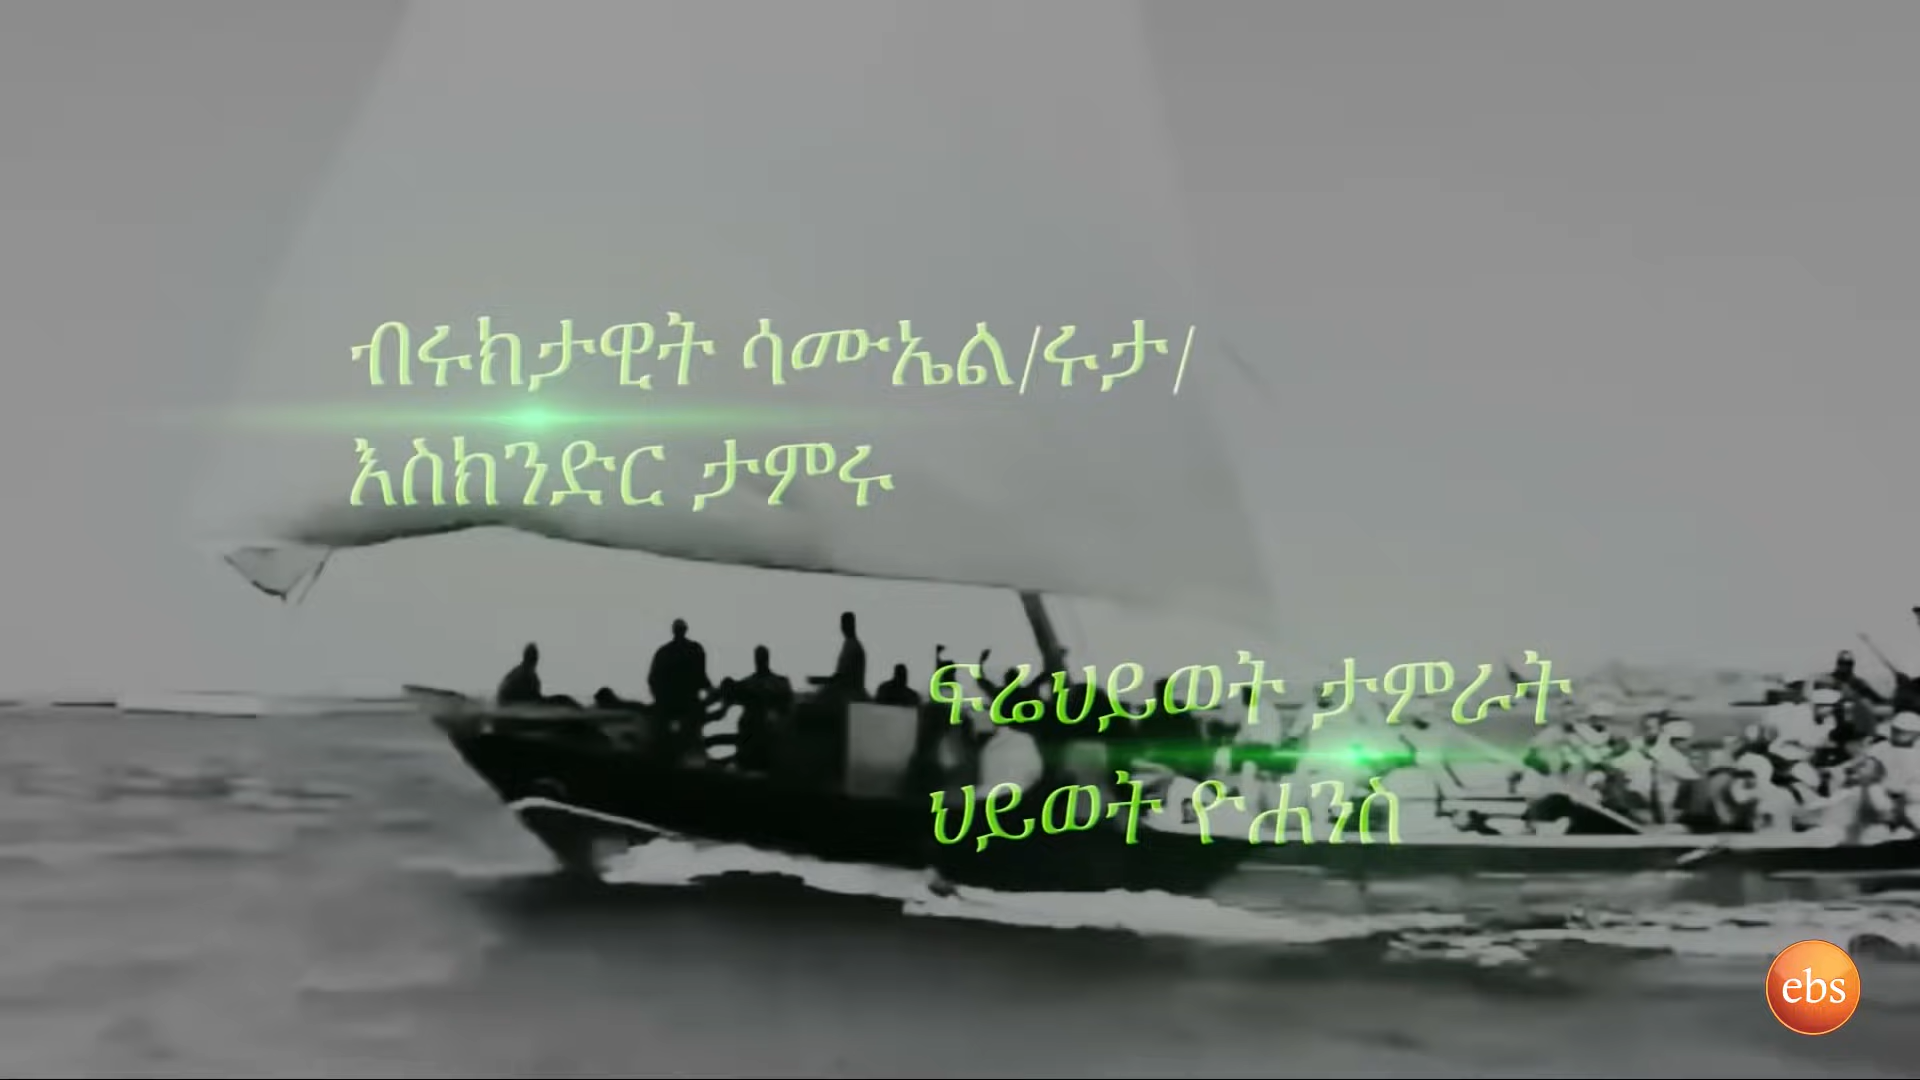 ብሩክታዊት ሳሙኤል/ሩታ/
እስክንድር ታምሩ
ፍሬህይወት ታምራት
ህይወት ዮሐንስ
ebs